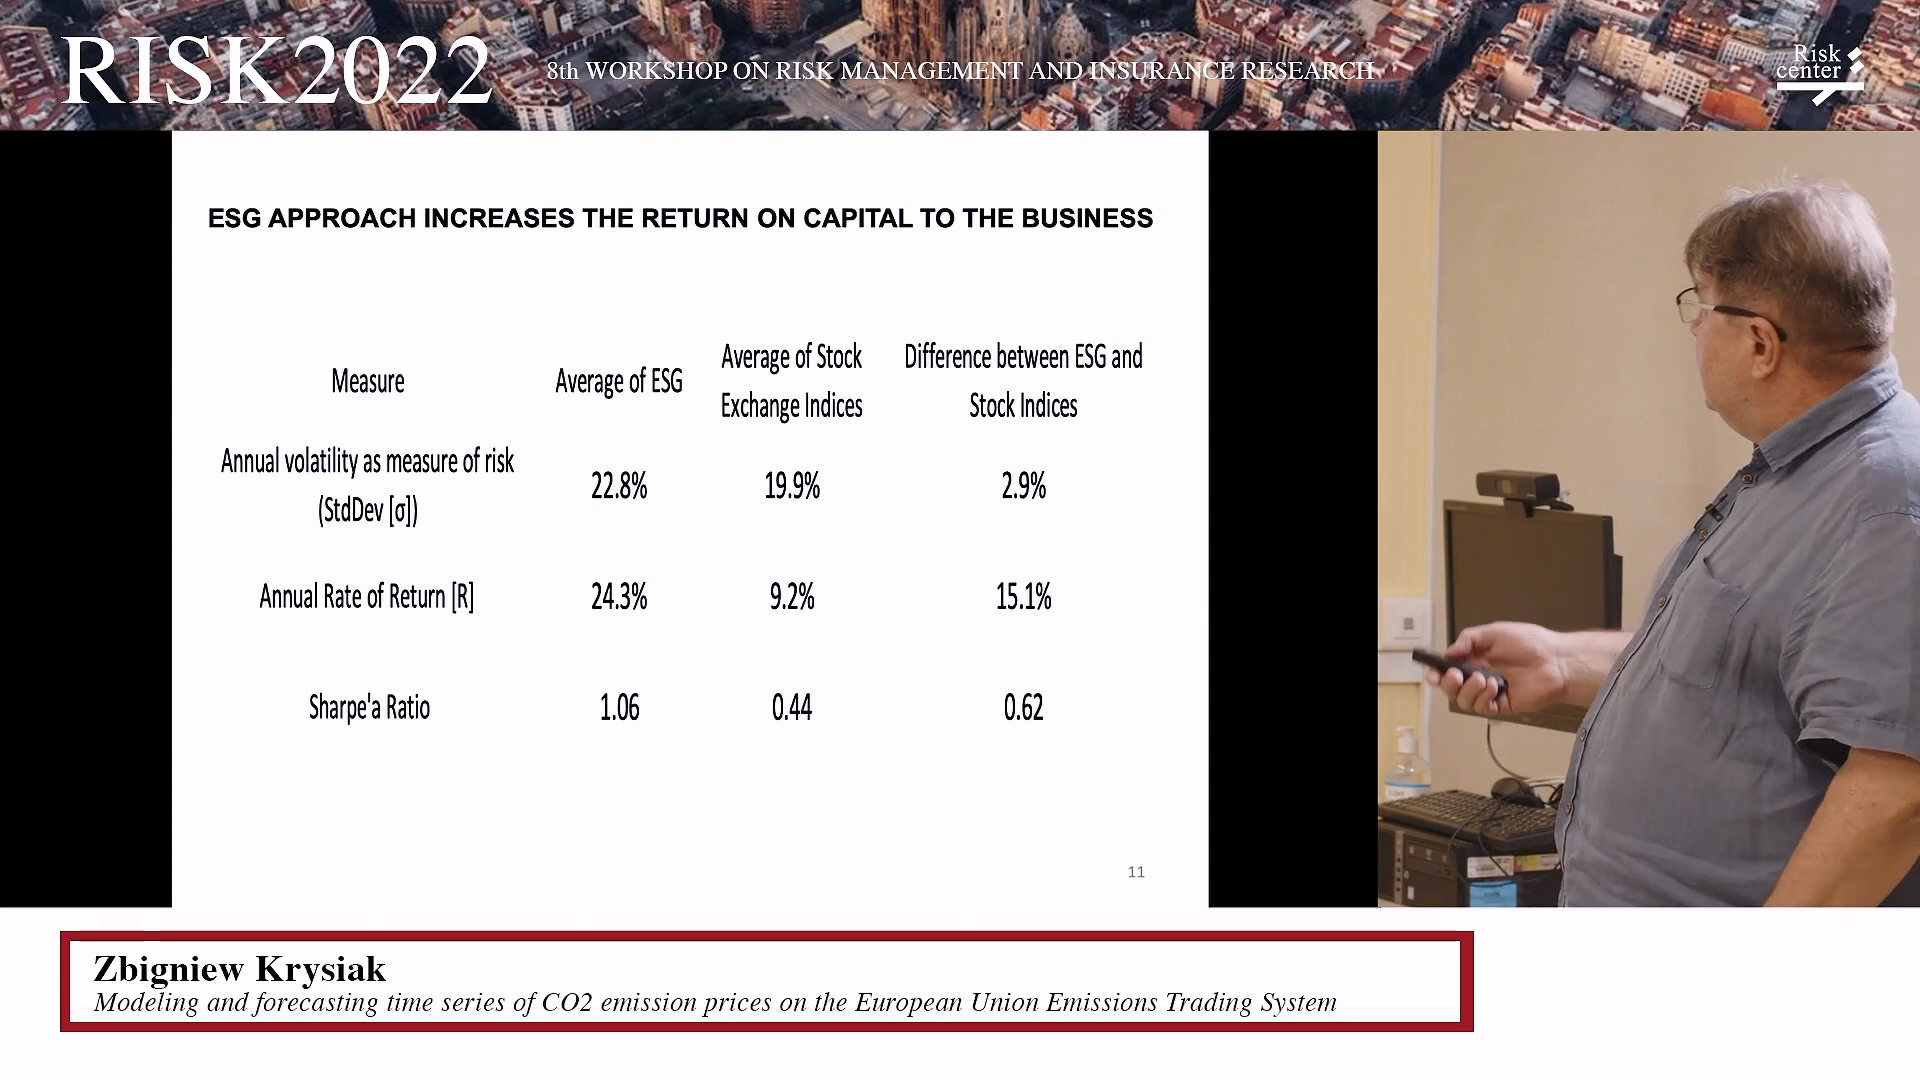 RISK2022
8th WORKSHOP ON RISK MANAGEMENT AND INSURANCE RESEARCH
Risk
center
ESG APPROACH INCREASES THE RETURN ON CAPITAL TO THE BUSINESS
Measure
Average of ESG
Average of Stock
Exchange Indices
Difference between ESG and
Stock Indices
Annual volatility as measure of risk
(StdDev [σ])
22.8%
19.9%
2.9%
Annual Rate of Return [R]
24.3%
9.2%
15.1%
Sharpe'a Ratio
1.06
0.44
0.62
11
Zbigniew Krysiak
Modeling and forecasting time series of CO2 emission prices on the European Union Emissions Trading System